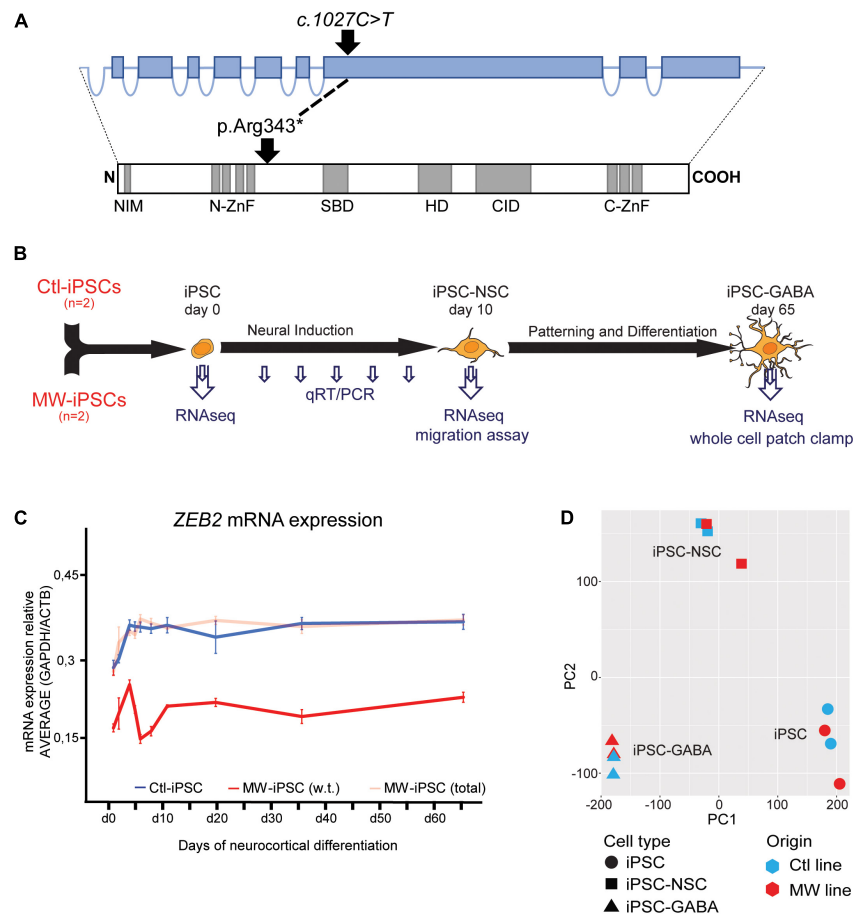 A
c.1027C>T
p.Arg343*
N
COOH
NIM
N-ZnF
SBD
HD
CID
C-ZnF
B
Ctl-iPSCs
(n=2)
MW-iPSCs
(n=2)
iPSC
day 0
Neural Induction
iPSC-NSC
day 10
Patterning and Differentiation
iPSC-GABA
day 65
RNAseq
qRT/PCR
RNAseq
migration assay
RNAseq
whole cell patch clamp
C
ZEB2 mRNA expression
mRNA expression relative
AVERAGE (GAPDH/ACTB)
0,45
0,3
0,15
Ctl-iPSC
MW-iPSC (w.t.)
MW-iPSC (total)
d0
d10
d20
d30
d40
d50
d60
Days of neurocortical differentiation
D
PC2
100
0
-100
iPSC-NSC
iPSC
iPSC-GABA
-200
-100
0
100
200
PC1
Cell type
iPSC
iPSC-NSC
iPSC-GABA
Origin
Ctl line
MW line